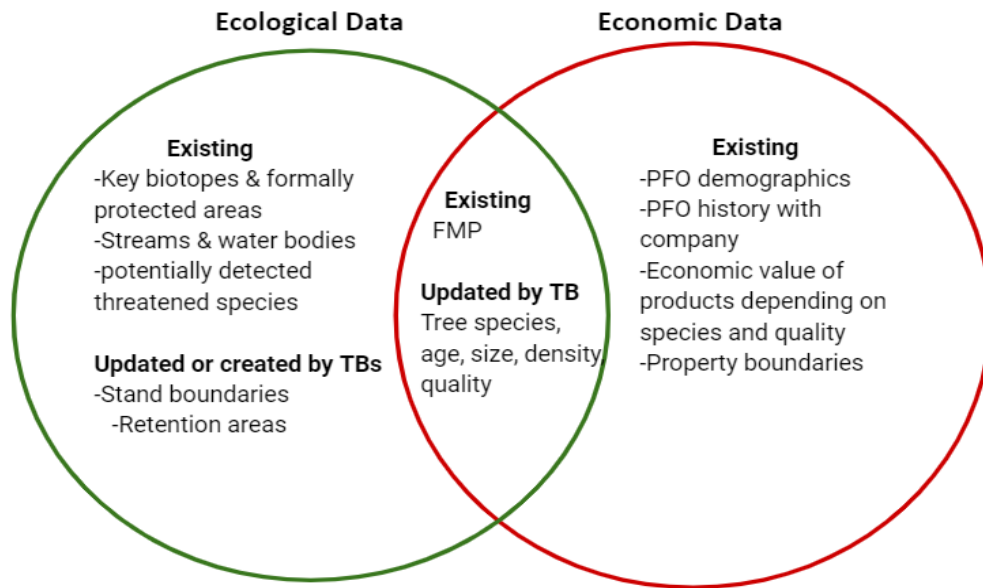 Ecological Data
Economic Data
Existing
-Key biotopes & formally
protected areas
-Streams & water bodies
-potentially detected
threatened species
Updated or created by TBs
-Stand boundaries
-Retention areas
Existing
FMP
Updated by TB
Tree species,
age, size, density,
quality
Existing
-PFO demographics
-PFO history with
company
-Economic value of
products depending on
species and quality
-Property boundaries